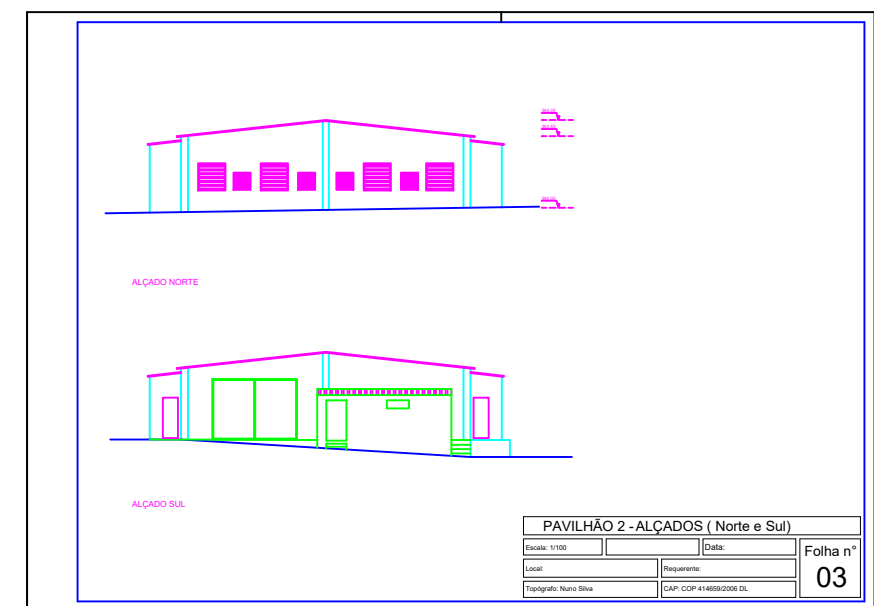 ALÇADO NORTE
ALÇADO SUL
PAVILHÃO 2 - ALÇADOS ( Norte e Sul)
Escala: 1/100
Data:
Folha n°
Local:
Requerente:
03
Topógrafo: Nuno Silva
CAP: COP 414659/2006 DL